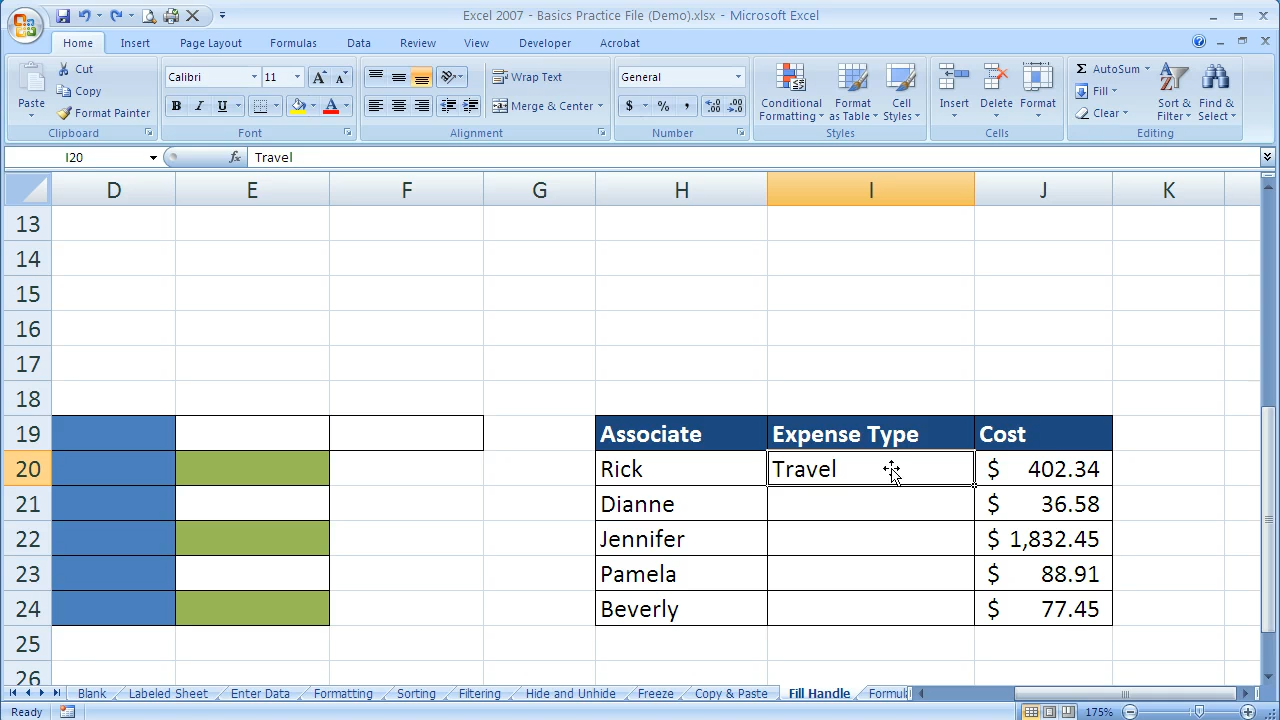 Excel 2007 - Basics Practice File (Demo).xlsx - Microsoft Excel
Home Insert Page Layout Formulas Data Review View Developer Acrobat
Paste Cut Copy Format Painter Clipboard
Calibri 11 A A B I U A Font
Wrap Text Merge & Center Alignment
General $ % , .0 .00 .00 .0 Number
Conditional Formatting Format as Table Cell Styles Styles
Insert Delete Format Cells
Σ AutoSum Fill Clear Sort & Filter Find & Select Editing
I20 fx Travel
D E F G H I J K
13
14
15
16
17
18
19 Associate Expense Type Cost
20 Rick Travel $ 402.34
21 Dianne $ 36.58
22 Jennifer $ 1,832.45
23 Pamela $ 88.91
24 Beverly $ 77.45
25
26
Blank Labeled Sheet Enter Data Formatting Sorting Filtering Hide and Unhide Freeze Copy & Paste Fill Handle Formul
Ready 175%